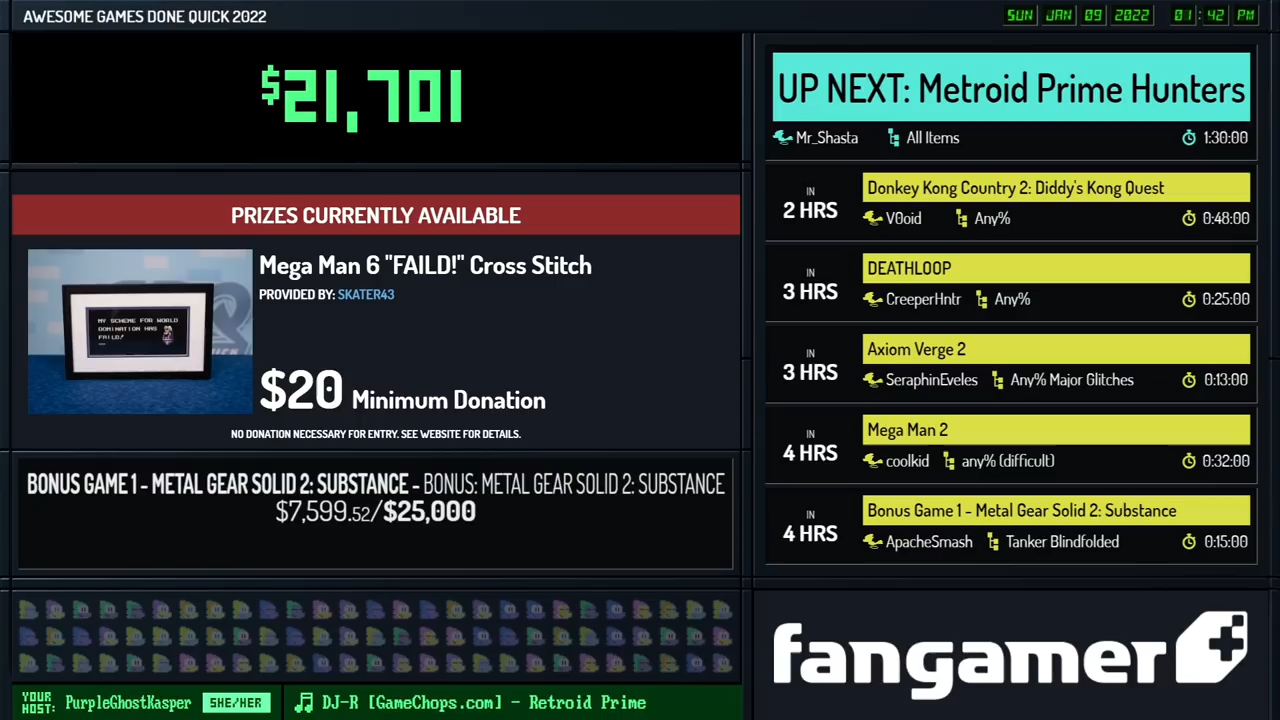 AWESOME GAMES DONE QUICK 2022
SUN JAN 09 2022 01:42 PM
$21,701
PRIZES CURRENTLY AVAILABLE
MY SCHEME FOR WORLD
DOMINATION HAS
FAILD!
Mega Man 6 "FAILD!" Cross Stitch
PROVIDED BY: SKATER43
$20 Minimum Donation
NO DONATION NECESSARY FOR ENTRY. SEE WEBSITE FOR DETAILS.
BONUS GAME 1 - METAL GEAR SOLID 2: SUBSTANCE - BONUS: METAL GEAR SOLID 2: SUBSTANCE
$7,599.52/$25,000
YOUR HOST: PurpleGhostKasper SHE/HER
DJ-R [GameChops.com] - Retroid Prime
UP NEXT: Metroid Prime Hunters
Mr_Shasta All Items 1:30:00
IN 2 HRS
Donkey Kong Country 2: Diddy's Kong Quest
V0oid Any% 0:48:00
IN 3 HRS
DEATHLOOP
CreeperHntr Any% 0:25:00
IN 3 HRS
Axiom Verge 2
SeraphinEveles Any% Major Glitches 0:13:00
IN 4 HRS
Mega Man 2
coolkid any% (difficult) 0:32:00
IN 4 HRS
Bonus Game 1 - Metal Gear Solid 2: Substance
ApacheSmash Tanker Blindfolded 0:15:00
fangamer